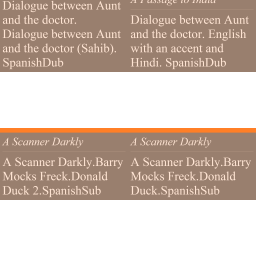 Dialogue between Aunt
and the doctor.
Dialogue between Aunt
and the doctor (Sahib).
SpanishDub
A Passage to India
Dialogue between Aunt
and the doctor. English
with an accent and
Hindi. SpanishDub
A Scanner Darkly
A Scanner Darkly.Barry
Mocks Freck.Donald
Duck 2.SpanishSub
A Scanner Darkly
A Scanner Darkly.Barry
Mocks Freck.Donald
Duck.SpanishSub